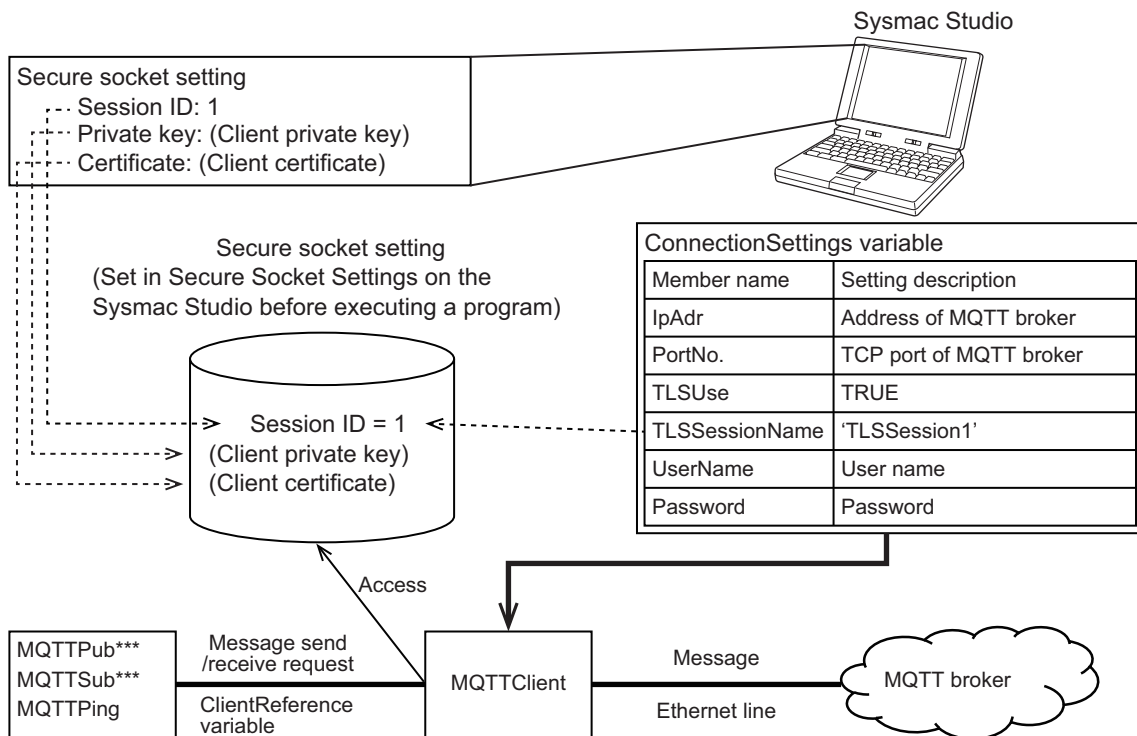 Sysmac Studio
Secure socket setting
Session ID: 1
Private key: (Client private key)
Certificate: (Client certificate)
Secure socket setting
(Set in Secure Socket Settings on the
Sysmac Studio before executing a program)
Session ID = 1
(Client private key)
(Client certificate)
ConnectionSettings variable
Member name Setting description
IpAdr Address of MQTT broker
PortNo. TCP port of MQTT broker
TLSUse TRUE
TLSSessionName ‘TLSSession1’
UserName User name
Password Password
Access
MQTTPub***
MQTTSub***
MQTTPing
Message send
/receive request
ClientReference
variable
MQTTClient
Message
Ethernet line
MQTT broker